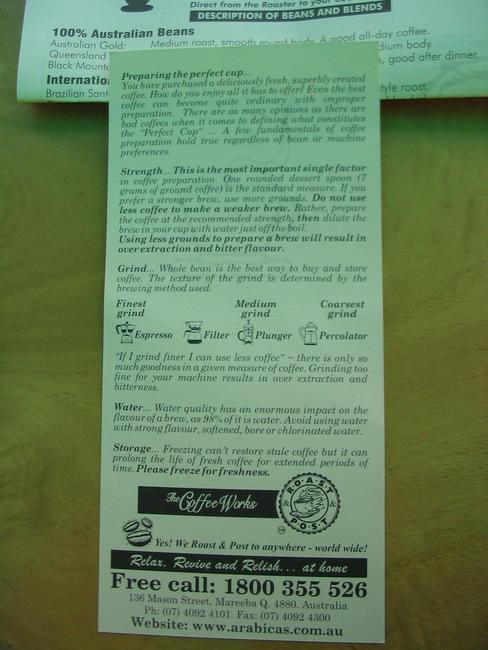 Direct from the Roaster to your
DESCRIPTION OF BEANS AND BLENDS
100% Australian Beans
Australian Gold: Medium roast, smooth round body. A good all-day coffee.
Queensland dium body.
Black Mount , good after dinner.
Internatio
Brazilian Sant tyle roast.
Preparing the perfect cup...
You have purchased a deliciously fresh, superbly created
coffee. How do you enjoy all it has to offer? Even the best
coffee can become quite ordinary with improper
preparation. There are as many opinions as there are
bad coffees when it comes to defining what constitutes
the "Perfect Cup" ... A few fundamentals of coffee
preparation hold true regardless of bean or machine
preferences.
Strength... This is the most important single factor
in coffee preparation. One rounded dessert spoon (7
grams of ground coffee) is the standard measure. If you
prefer a stronger brew, use more grounds. Do not use
less coffee to make a weaker brew. Rather, prepare
the coffee at the recommended strength, then dilute the
brew in your cup with water just off the boil.
Using less grounds to prepare a brew will result in
over extraction and bitter flavour.
Grind... Whole bean is the best way to buy and store
coffee. The texture of the grind is determined by the
brewing method used.
Finest grind Medium grind Coarsest grind
Espresso Filter Plunger Percolator
"If I grind finer I can use less coffee" ~ there is only so
much goodness in a given measure of coffee. Grinding too
fine for your machine results in over extraction and
bitterness.
Water... Water quality has an enormous impact on the
flavour of a brew, as 98% of it is water. Avoid using water
with strong flavour, softened, bore or chlorinated water.
Storage... Freezing can't restore stale coffee but it can
prolong the life of fresh coffee for extended periods of
time. Please freeze for freshness.
The Coffee Works
ROAST & POST
TM
Yes! We Roast & Post to anywhere - world wide!
Relax, Revive and Relish... at home
Free call: 1800 355 526
136 Mason Street, Mareeba Q. 4880. Australia
Ph: (07) 4092 4101 Fax: (07) 4092 4300
Website: www.arabicas.com.au